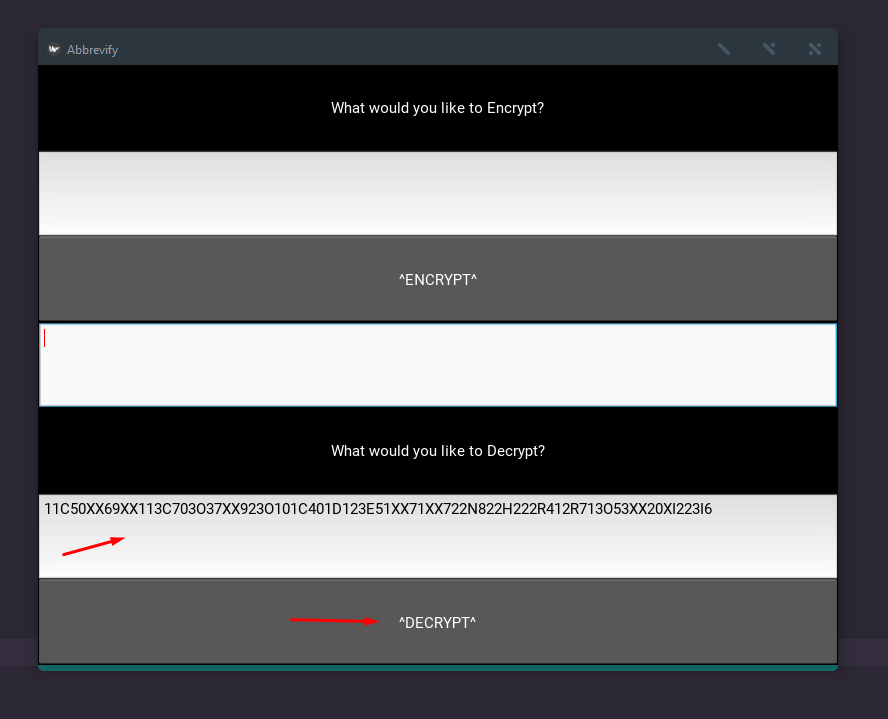 Abbrevify
What would you like to Encrypt?
^ENCRYPT^
What would you like to Decrypt?
11C50XX69XX113C703O37XX923O101C401D123E51XX71XX722N822H222R412R713O53XX20XI223I6
^DECRYPT^